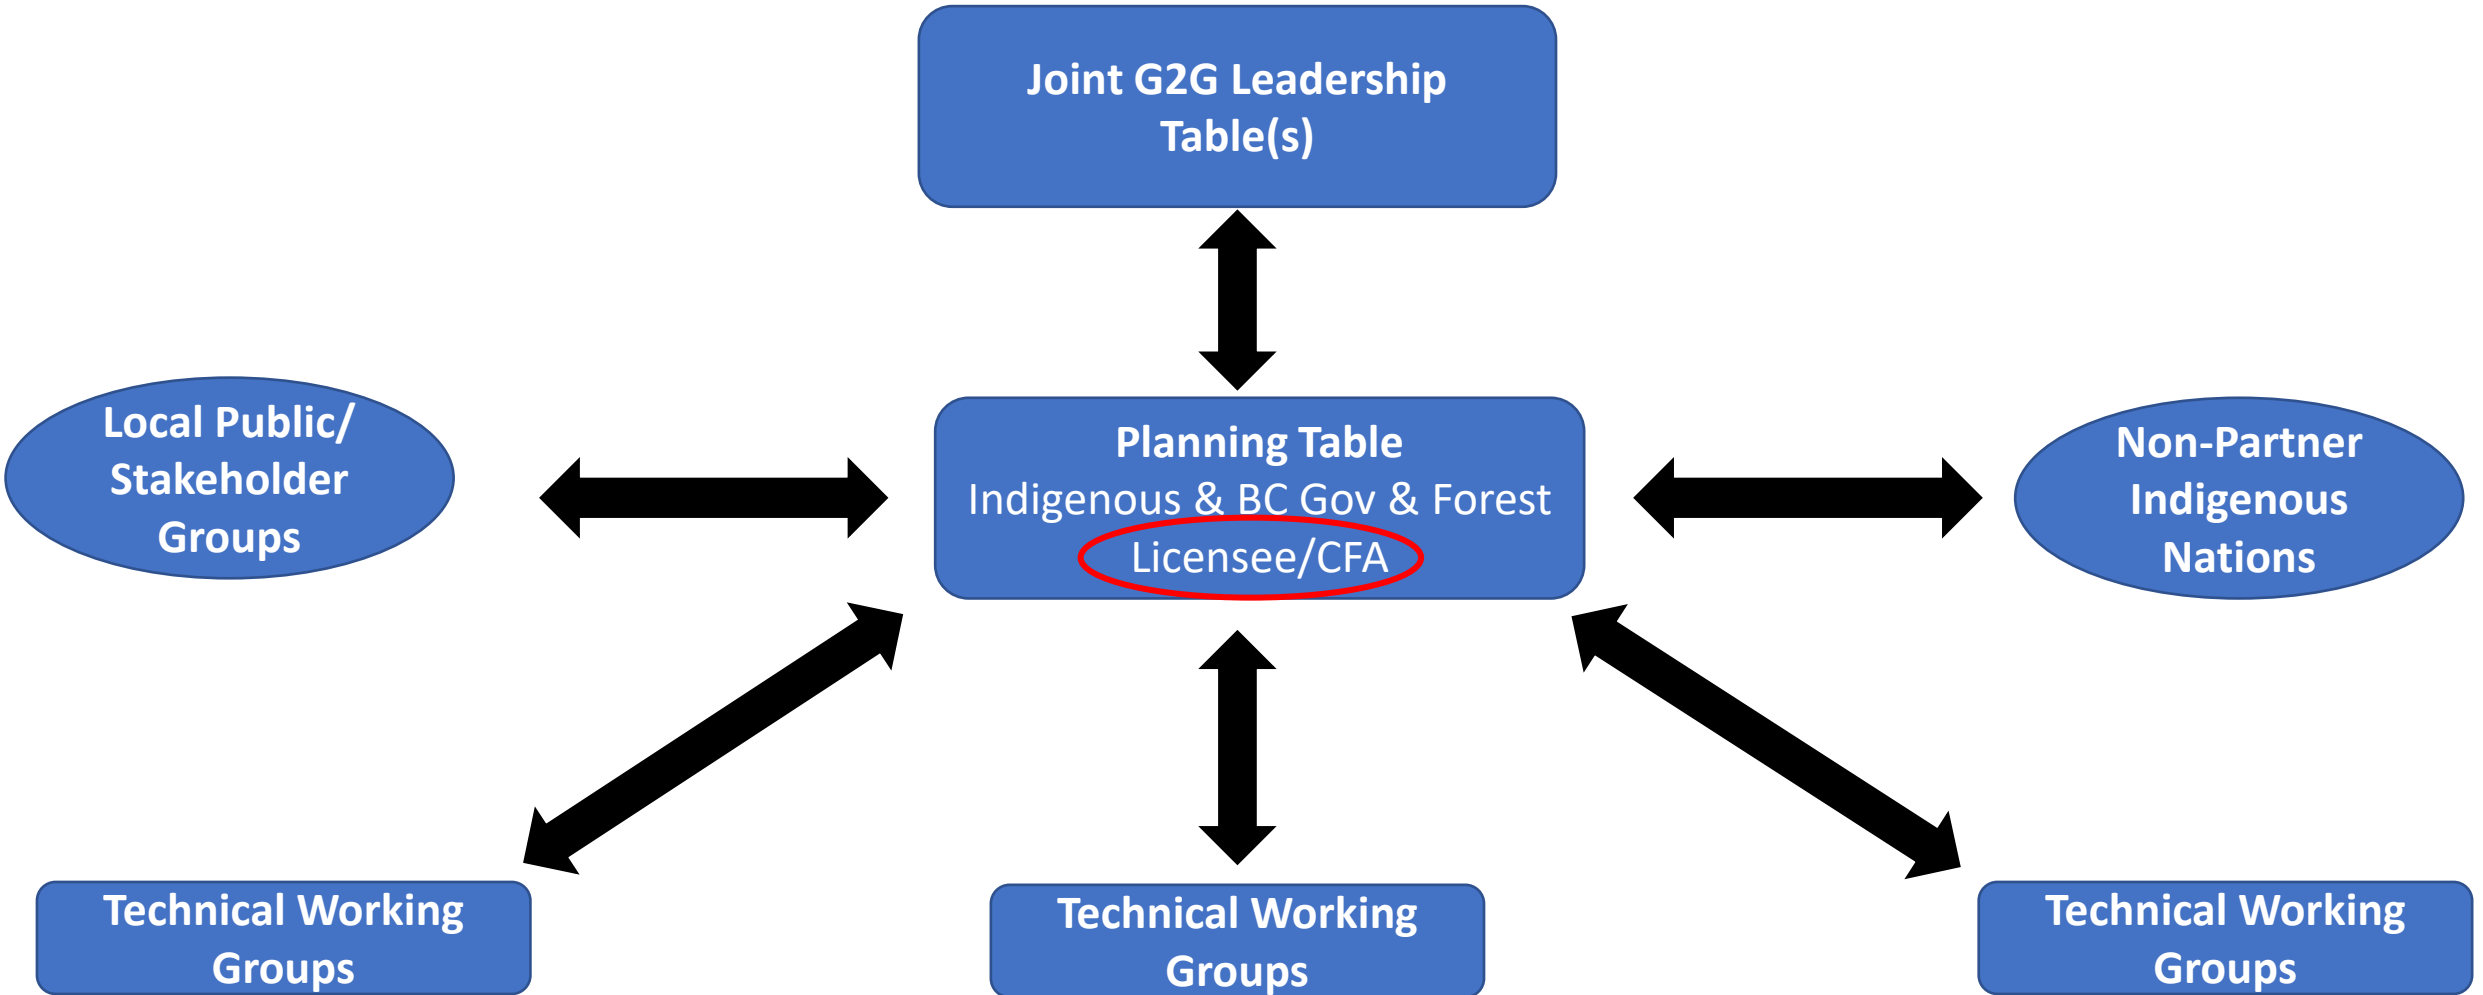 Joint G2G Leadership
Table(s)
Local Public/
Stakeholder
Groups
Planning Table
Indigenous & BC Gov & Forest
Licensee/CFA
Non-Partner
Indigenous
Nations
Technical Working
Groups
Technical Working
Groups
Technical Working
Groups